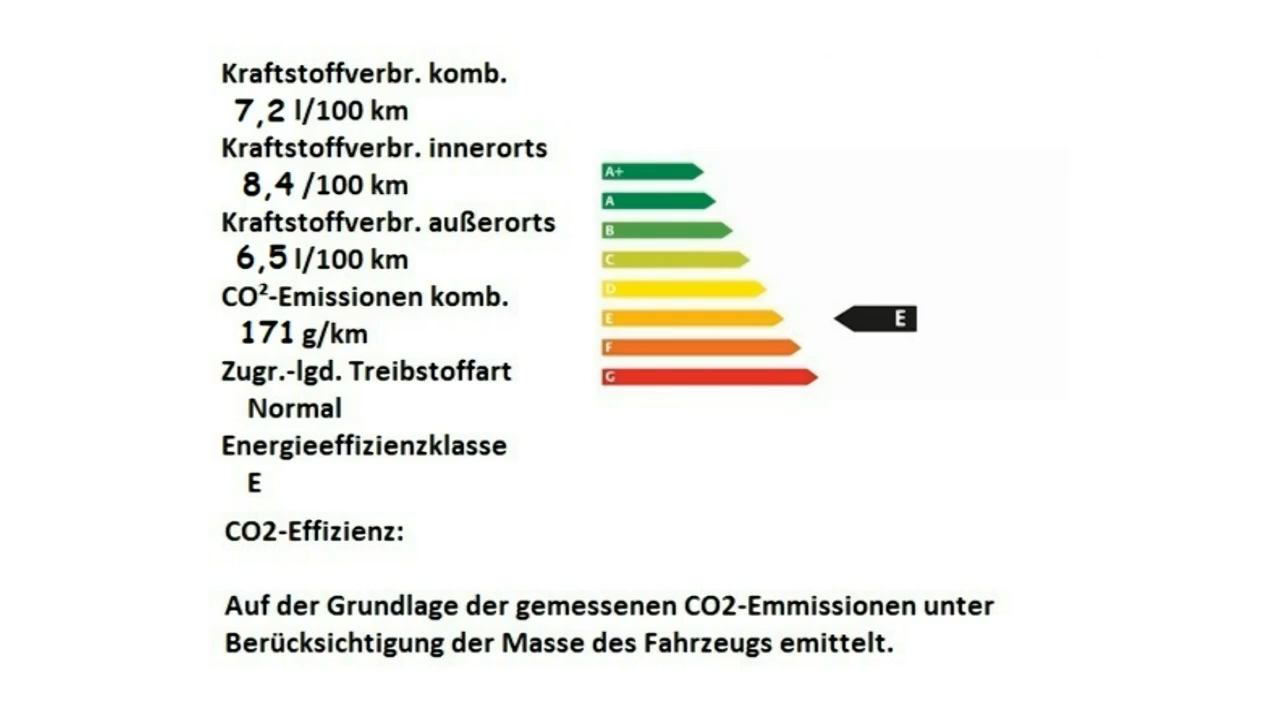 Kraftstoffverbr. komb.
7,2 l/100 km
Kraftstoffverbr. innerorts
8,4 /100 km
Kraftstoffverbr. außerorts
6,5 l/100 km
CO²-Emissionen komb.
171 g/km
Zugr.-lgd. Treibstoffart
Normal
Energieeffizienzklasse
E
A+
A
B
C
D
E
F
G
E
CO2-Effizienz:
Auf der Grundlage der gemessenen CO2-Emmissionen unter
Berücksichtigung der Masse des Fahrzeugs emittelt.